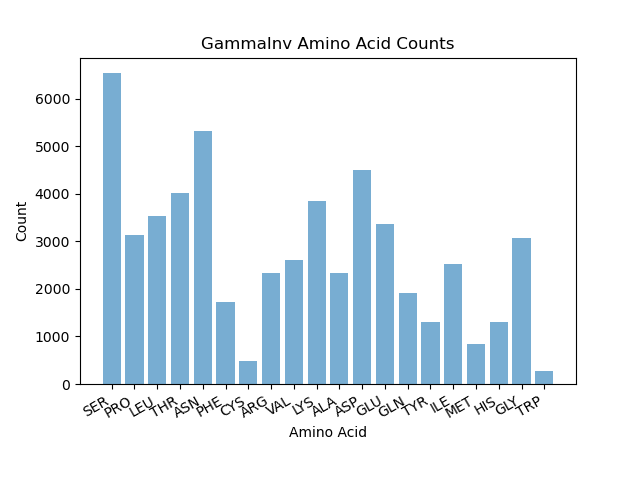 GammaInv Amino Acid Counts
6000
5000
4000
3000
2000
1000
0
Count
SER PRO LEU THR ASN PHE CYS ARG VAL LYS ALA ASP GLU GLN TYR ILE MET HIS GLY TRP
Amino Acid